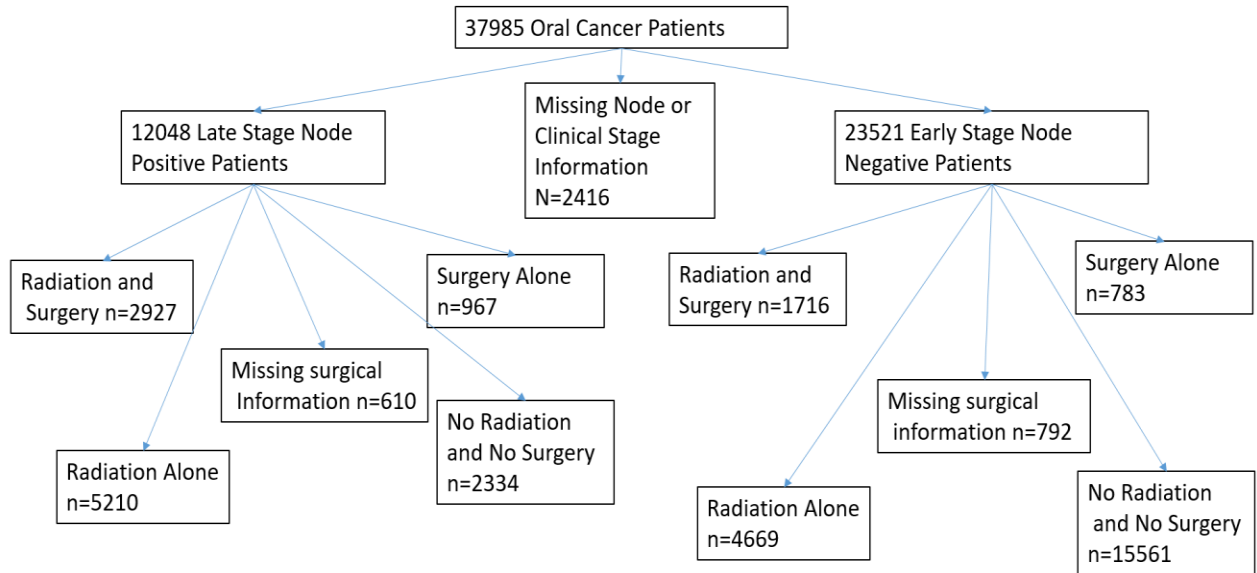 37985 Oral Cancer Patients
12048 Late Stage Node
Positive Patients
Missing Node or
Clinical Stage
Information
N=2416
23521 Early Stage Node
Negative Patients
Radiation and
Surgery n=2927
Surgery Alone
n=967
Missing surgical
Information n=610
No Radiation
and No Surgery
n=2334
Radiation Alone
n=5210
Radiation and
Surgery n=1716
Surgery Alone
n=783
Missing surgical
information n=792
Radiation Alone
n=4669
No Radiation
and No Surgery
n=15561